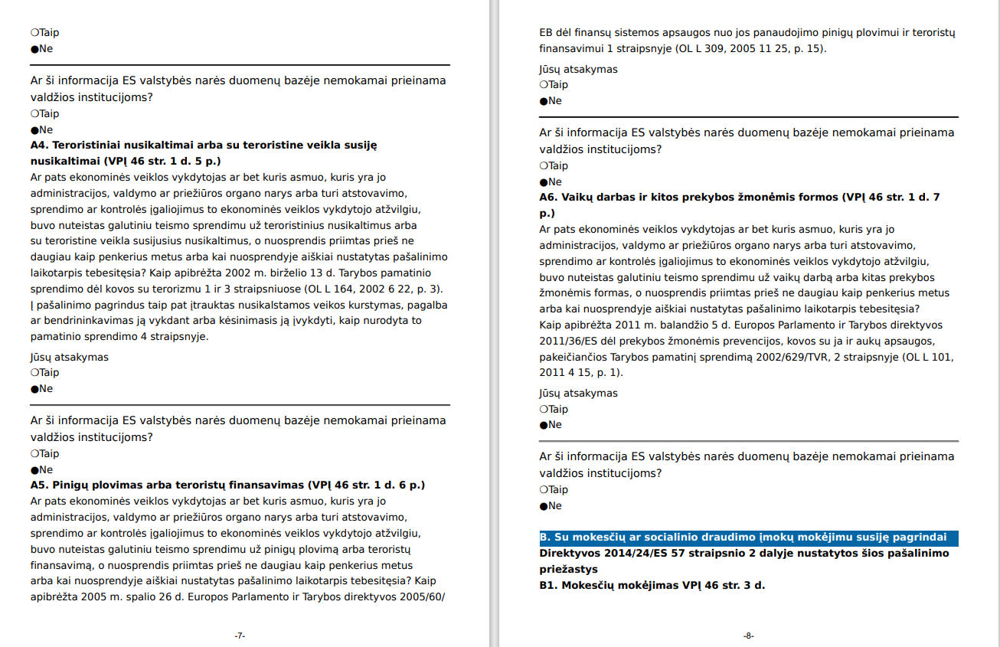 ❍Taip
●Ne
Ar ši informacija ES valstybės narės duomenų bazėje nemokamai prieinama
valdžios institucijoms?
❍Taip
●Ne
A4. Teroristiniai nusikaltimai arba su teroristine veikla susiję
nusikaltimai (VPĮ 46 str. 1 d. 5 p.)
Ar pats ekonominės veiklos vykdytojas ar bet kuris asmuo, kuris yra jo
administracijos, valdymo ar priežiūros organo narys arba turi atstovavimo,
sprendimo ar kontrolės įgaliojimus to ekonominės veiklos vykdytojo atžvilgiu,
buvo nuteistas galutiniu teismo sprendimu už teroristinius nusikaltimus arba
su teroristine veikla susijusius nusikaltimus, o nuosprendis priimtas prieš ne
daugiau kaip penkerius metus arba kai nuosprendyje aiškiai nustatytas pašalinimo
laikotarpis tebesitęsia? Kaip apibrėžta 2002 m. birželio 13 d. Tarybos pamatinio
sprendimo dėl kovos su terorizmu 1 ir 3 straipsniuose (OL L 164, 2002 6 22, p. 3).
Į pašalinimo pagrindus taip pat įtrauktas nusikalstamos veikos kurstymas, pagalba
ar bendrininkavimas ją vykdant arba kėsinimasis ją įvykdyti, kaip nurodyta to
pamatinio sprendimo 4 straipsnyje.
Jūsų atsakymas
❍Taip
●Ne
Ar ši informacija ES valstybės narės duomenų bazėje nemokamai prieinama
valdžios institucijoms?
❍Taip
●Ne
A5. Pinigų plovimas arba teroristų finansavimas (VPĮ 46 str. 1 d. 6 p.)
Ar pats ekonominės veiklos vykdytojas ar bet kuris asmuo, kuris yra jo
administracijos, valdymo ar priežiūros organo narys arba turi atstovavimo,
sprendimo ar kontrolės įgaliojimus to ekonominės veiklos vykdytojo atžvilgiu,
buvo nuteistas galutiniu teismo sprendimu už pinigų plovimą arba teroristų
finansavimą, o nuosprendis priimtas prieš ne daugiau kaip penkerius metus
arba kai nuosprendyje aiškiai nustatytas pašalinimo laikotarpis tebesitęsia? Kaip
apibrėžta 2005 m. spalio 26 d. Europos Parlamento ir Tarybos direktyvos 2005/60/
-7-
EB dėl finansų sistemos apsaugos nuo jos panaudojimo pinigų plovimui ir teroristų
finansavimui 1 straipsnyje (OL L 309, 2005 11 25, p. 15).
Jūsų atsakymas
❍Taip
●Ne
Ar ši informacija ES valstybės narės duomenų bazėje nemokamai prieinama
valdžios institucijoms?
❍Taip
●Ne
A6. Vaikų darbas ir kitos prekybos žmonėmis formos (VPĮ 46 str. 1 d. 7
p.)
Ar pats ekonominės veiklos vykdytojas ar bet kuris asmuo, kuris yra jo
administracijos, valdymo ar priežiūros organo narys arba turi atstovavimo,
sprendimo ar kontrolės įgaliojimus to ekonominės veiklos vykdytojo atžvilgiu,
buvo nuteistas galutiniu teismo sprendimu už vaikų darbą arba kitas prekybos
žmonėmis formas, o nuosprendis priimtas prieš ne daugiau kaip penkerius metus
arba kai nuosprendyje aiškiai nustatytas pašalinimo laikotarpis tebesitęsia?
Kaip apibrėžta 2011 m. balandžio 5 d. Europos Parlamento ir Tarybos direktyvos
2011/36/ES dėl prekybos žmonėmis prevencijos, kovos su ja ir aukų apsaugos,
pakeičiančios Tarybos pamatinį sprendimą 2002/629/TVR, 2 straipsnyje (OL L 101,
2011 4 15, p. 1).
Jūsų atsakymas
❍Taip
●Ne
Ar ši informacija ES valstybės narės duomenų bazėje nemokamai prieinama
valdžios institucijoms?
❍Taip
●Ne
B. Su mokesčių ar socialinio draudimo įmokų mokėjimu susiję pagrindai
Direktyvos 2014/24/ES 57 straipsnio 2 dalyje nustatytos šios pašalinimo
priežastys
B1. Mokesčių mokėjimas VPĮ 46 str. 3 d.
-8-